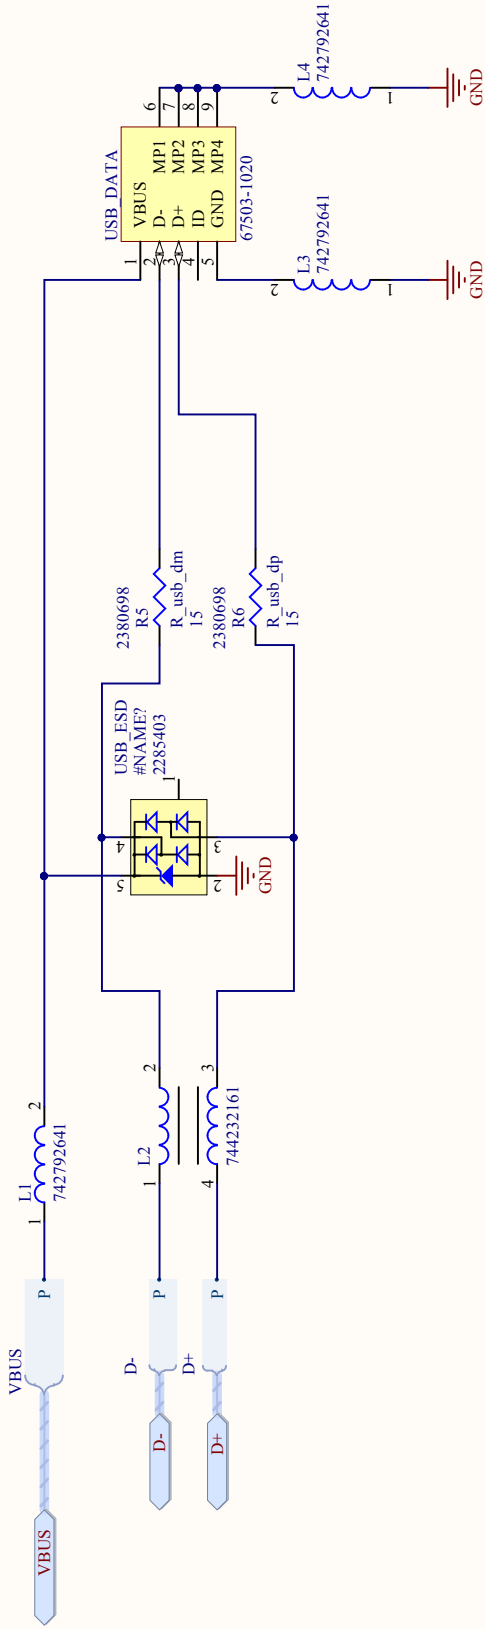 742792641
L4
2
1
GND
6
7
8
9
MP1
MP2
MP3
MP4
USB_DATA
VBUS
D-
D+
ID
GND
67503-1020
1
2
3
4
5
742792641
L3
2
1
GND
2380698
R5
R_usb_dm
15
2380698
R6
R_usb_dp
15
USB_ESD
#NAME?
2285403
1
4
3
5
2
GND
L1
742792641
2
1
L2
2
1
3
4
744232161
VBUS
P
VBUS
D-
P
D-
D+
P
D+